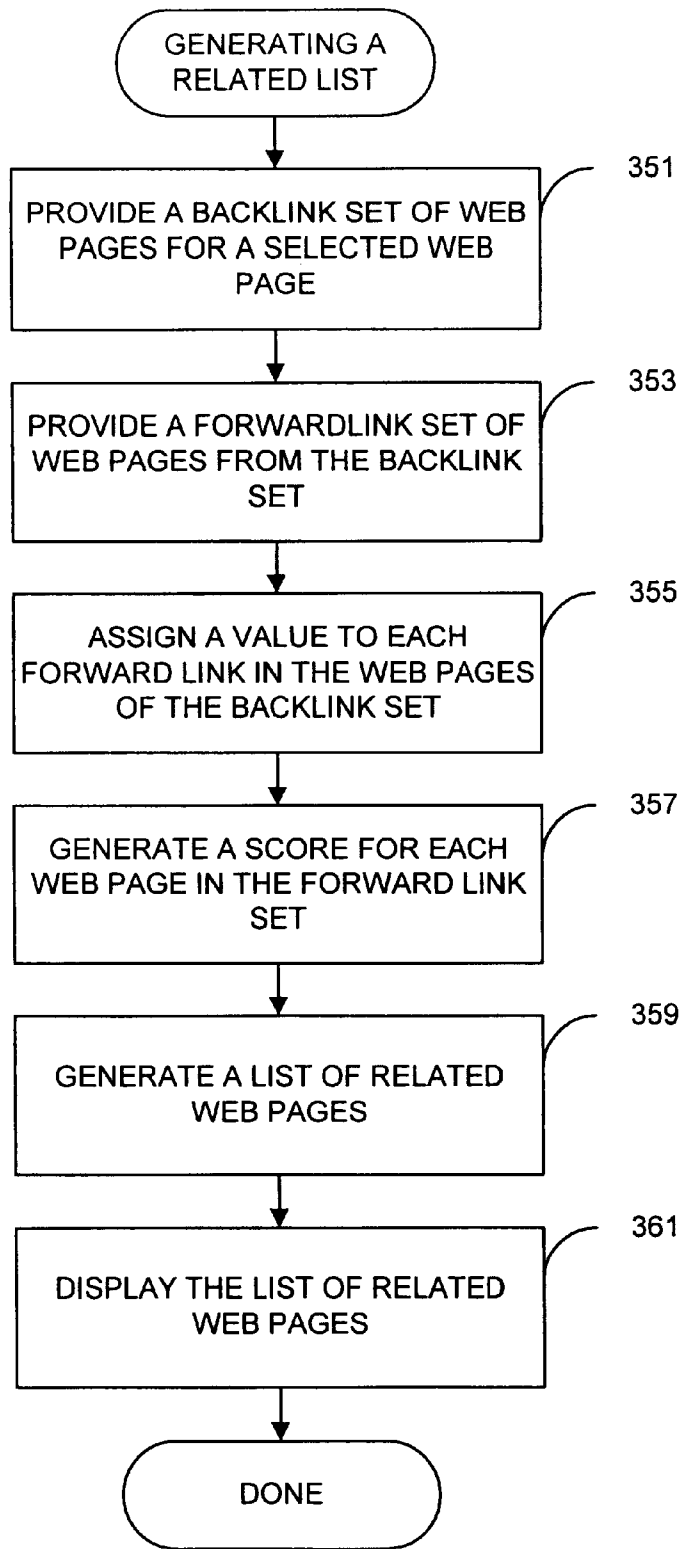 GENERATING A
RELATED LIST
351
PROVIDE A BACKLINK SET OF WEB
PAGES FOR A SELECTED WEB
PAGE
353
PROVIDE A FORWARDLINK SET OF
WEB PAGES FROM THE BACKLINK
SET
355
ASSIGN A VALUE TO EACH
FORWARD LINK IN THE WEB PAGES
OF THE BACKLINK SET
357
GENERATE A SCORE FOR EACH
WEB PAGE IN THE FORWARD LINK
SET
359
GENERATE A LIST OF RELATED
WEB PAGES
361
DISPLAY THE LIST OF RELATED
WEB PAGES
DONE